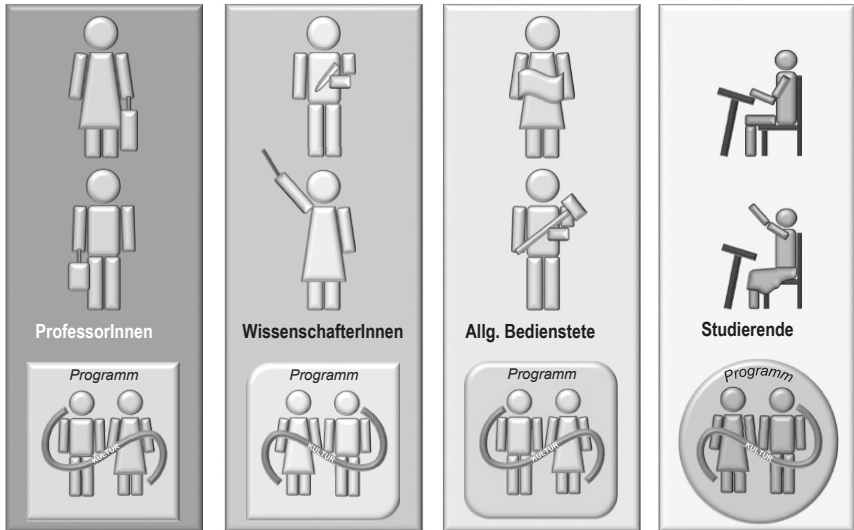 ProfessorInnen
WissenschafterInnen
Allg. Bedienstete
Studierende
Programm
KULTUR
Programm
KULTUR
Programm
KULTUR
Programm
KULTUR